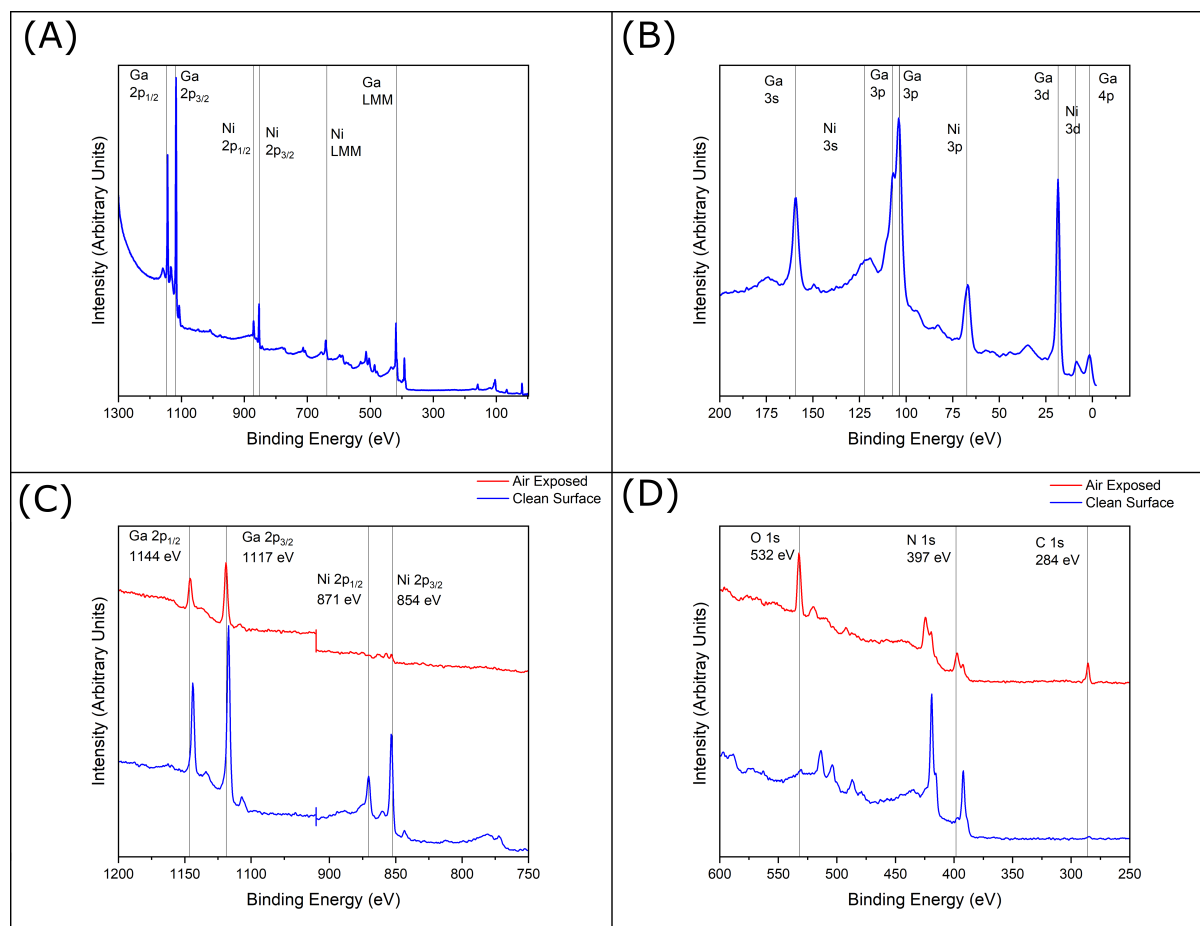 (A)
Ga
2p1/2
Ga
2p3/2
Ni
2p1/2
Ni
2p3/2
Ni
LMM
Ga
LMM
Intensity (Arbitrary Units)
1300 1100 900 700 500 300 100
Binding Energy (eV)
(B)
Ga
3s
Ni
3s
Ga
3p
Ga
3p
Ni
3p
Ga
3d
Ni
3d
Ga
4p
Intensity (Arbitrary Units)
200 175 150 125 100 75 50 25 0
Binding Energy (eV)
(C)
Air Exposed
Clean Surface
Ga 2p1/2
1144 eV
Ga 2p3/2
1117 eV
Ni 2p1/2
871 eV
Ni 2p3/2
854 eV
Intensity (Arbitrary Units)
1200 1150 1100 900 850 800 750
Binding Energy (eV)
(D)
Air Exposed
Clean Surface
O 1s
532 eV
N 1s
397 eV
C 1s
284 eV
Intensity (Arbitray Units)
600 550 500 450 400 350 300 250
Binding Energy (eV)